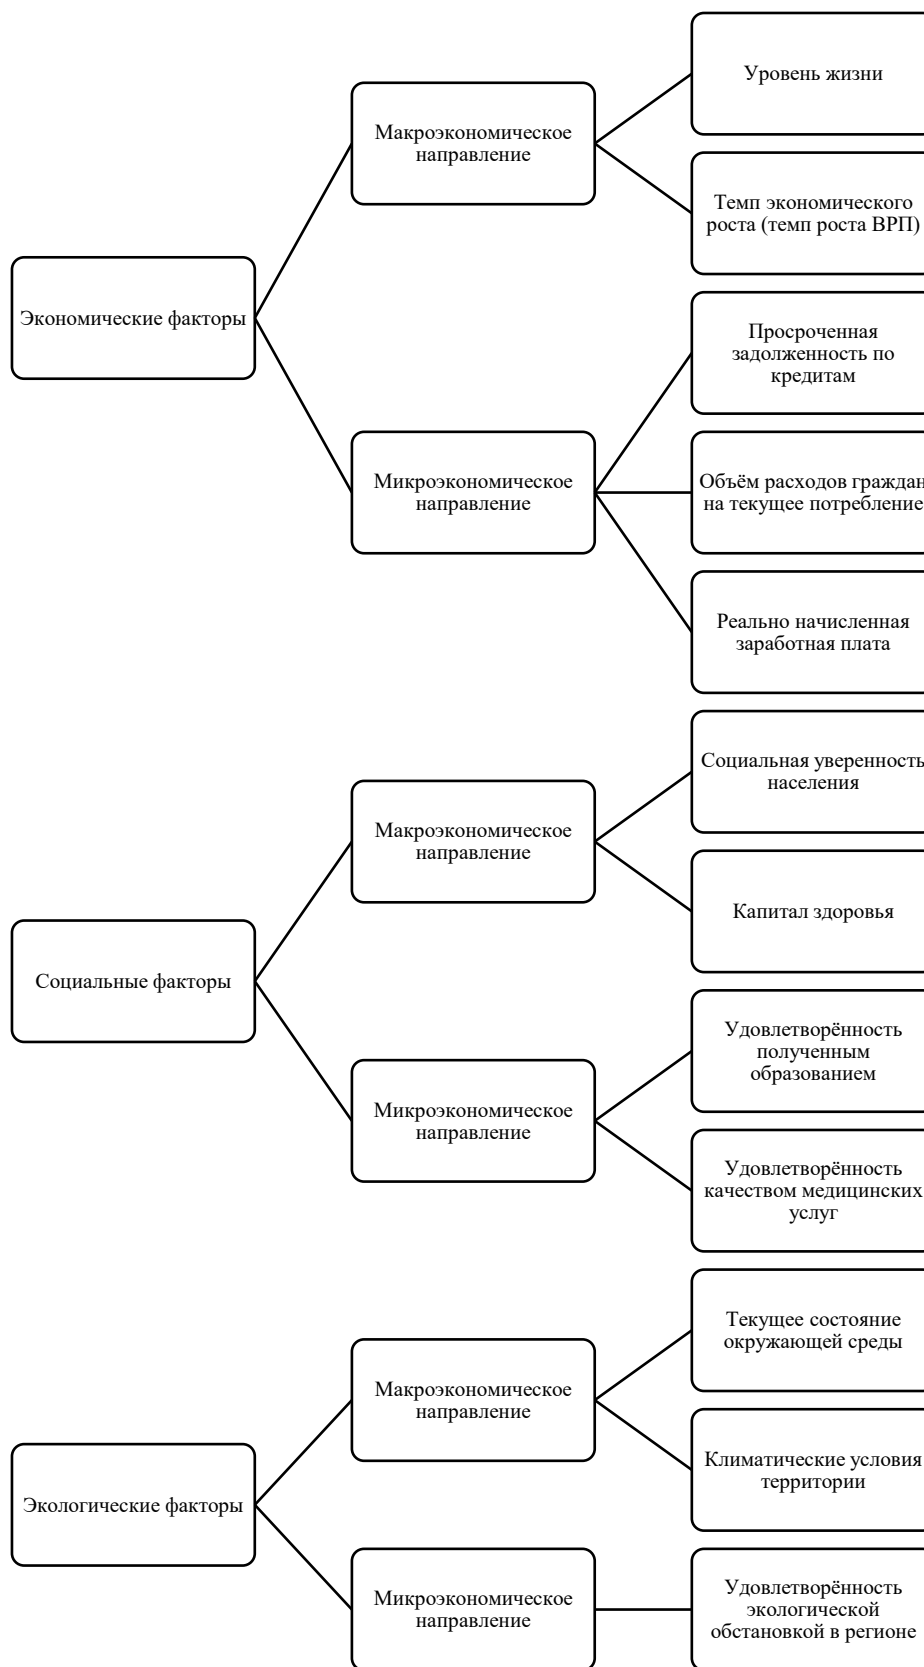 Экономические факторы
Макроэкономическое
направление
Уровень жизни
Темп экономического
роста (темп роста ВРП)
Микроэкономическое
направление
Просроченная
задолженность по
кредитам
Объём расходов граждан
на текущее потребление
Реально начисленная
заработная плата
Социальные факторы
Макроэкономическое
направление
Социальная уверенность
населения
Капитал здоровья
Микроэкономическое
направление
Удовлетворённость
полученным
образованием
Удовлетворённость
качеством медицинских
услуг
Экологические факторы
Макроэкономическое
направление
Текущее состояние
окружающей среды
Климатические условия
территории
Микроэкономическое
направление
Удовлетворённость
экологической
обстановкой в регионе